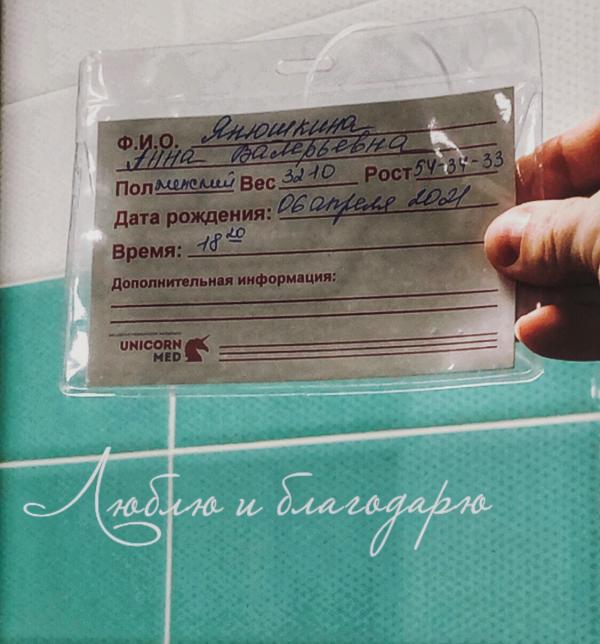 Ф.И.О. Янюшкина
Анна Валерьевна
Пол женский Вес 3210 Рост 54-34-33
Дата рождения: 06 апреля 2021
Время: 18 20
Дополнительная информация:
UNICORN
MED
Люблю и благодарю